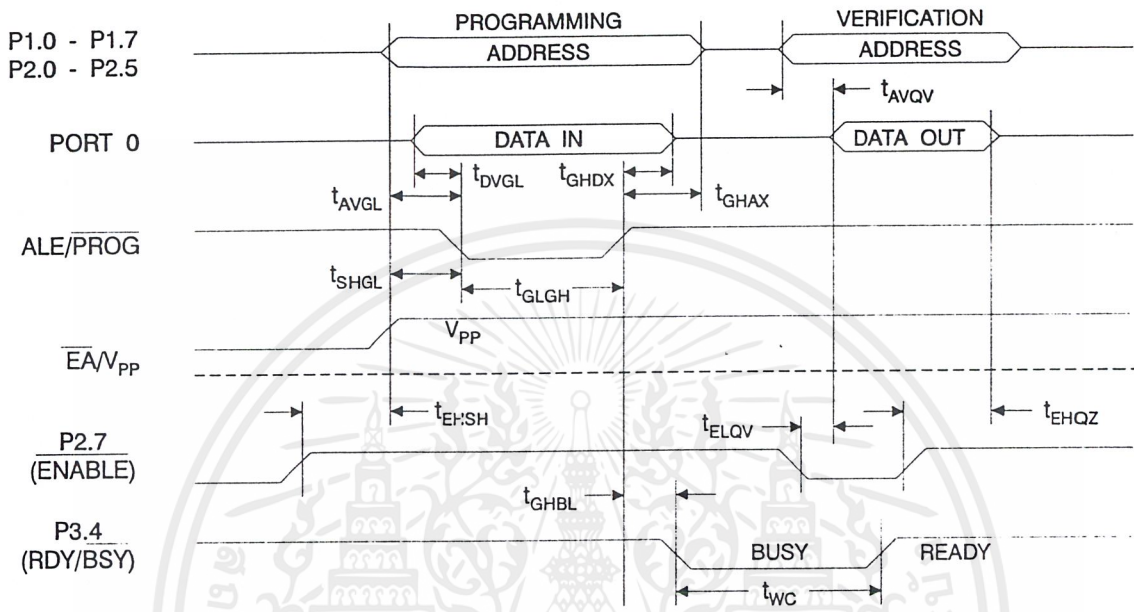 PROGRAMMING VERIFICATION
P1.0 - P1.7
P2.0 - P2.5
ADDRESS ADDRESS
tAVQV
PORT 0 DATA IN DATA OUT
tDVGL tGHDX
tAVGL tGHAX
ALE/PROG
tSHGL tGLGH
VPP
EA/VPP
tEHSH tELQV tEHQZ
P2.7
(ENABLE)
tGHBL
P3.4
(RDY/BSY) BUSY READY
tWC